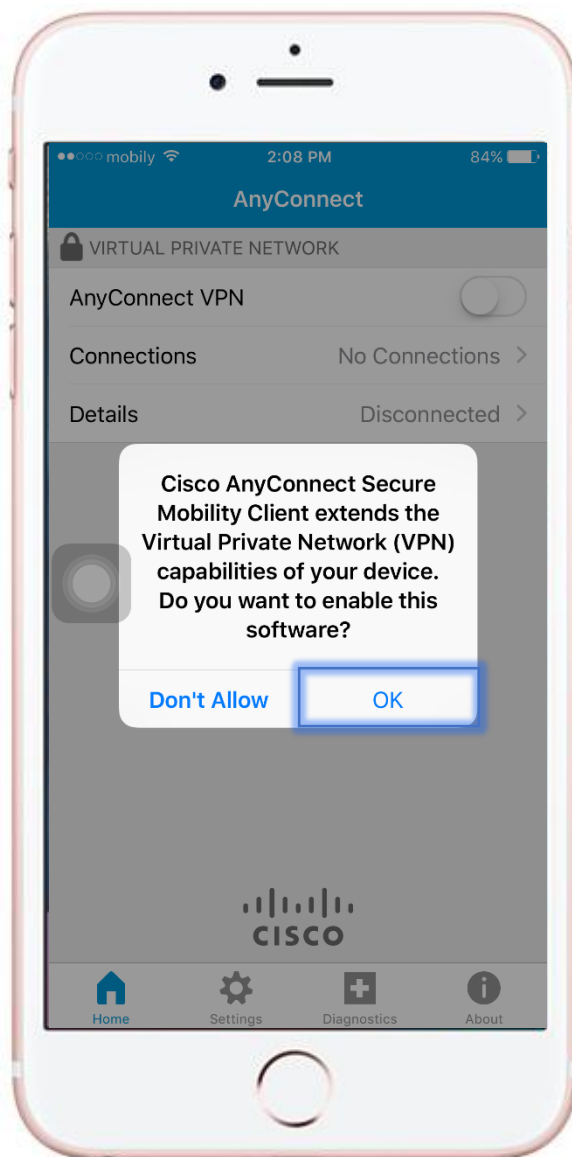 mobily 2:08 PM 84%
AnyConnect
VIRTUAL PRIVATE NETWORK
AnyConnect VPN
Connections No Connections
Details Disconnected
Cisco AnyConnect Secure
Mobility Client extends the
Virtual Private Network (VPN)
capabilities of your device.
Do you want to enable this
software?
Don't Allow OK
CISCO
Home Settings Diagnostics About